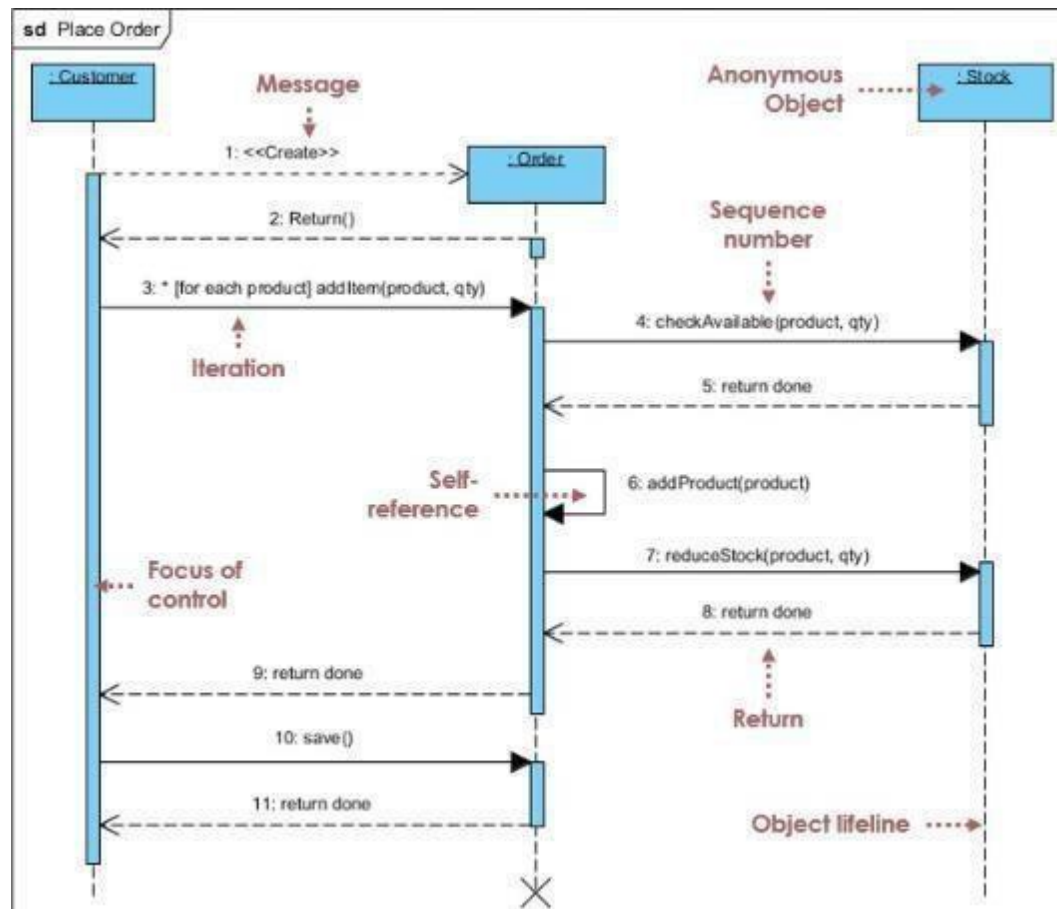 sd Place Order
: Customer
Message
Anonymous
Object
: Stock
1: <<Create>>
: Order
2: Return()
Sequence
number
3: * [for each product] addItem(product, qty)
4: checkAvailable(product, qty)
Iteration
5: return done
Self-
reference
6: addProduct(product)
7: reduceStock(product, qty)
Focus of
control
8: return done
9: return done
Return
10: save()
11: return done
Object lifeline